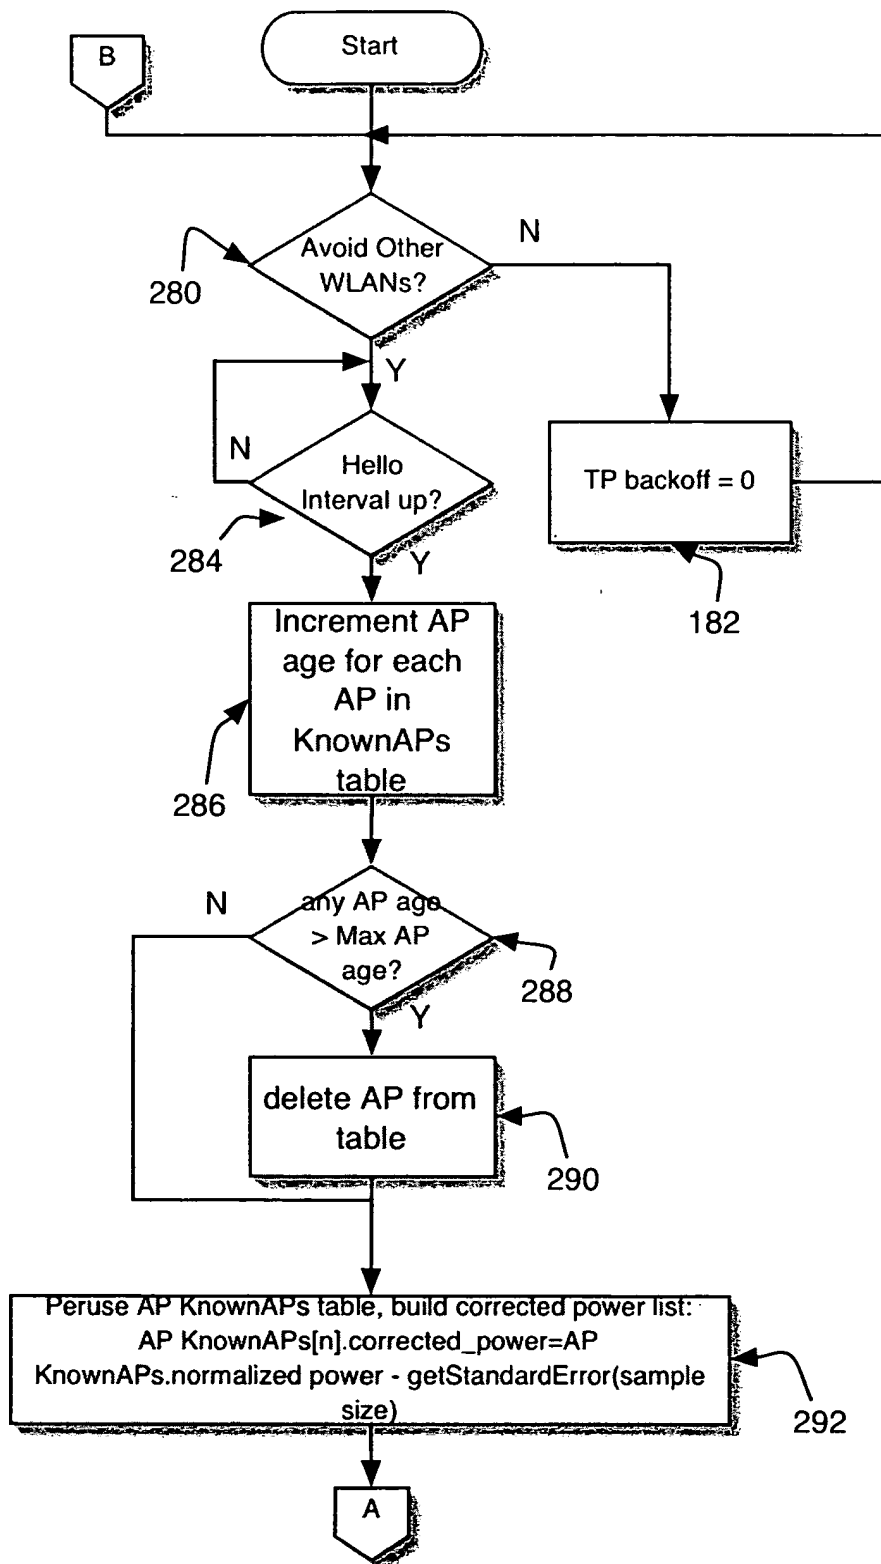 B
Start
Avoid Other
WLANs?
N
280
Y
N
Hello
Interval up?
TP backoff = 0
284
Y
182
Increment AP
age for each
AP in
KnownAPs
table
286
N
any AP age
> Max AP
age?
288
Y
delete AP from
table
290
Peruse AP KnownAPs table, build corrected power list:
AP KnownAPs[n].corrected_power=AP
KnownAPs.normalized power - getStandardError(sample
size)
292
A